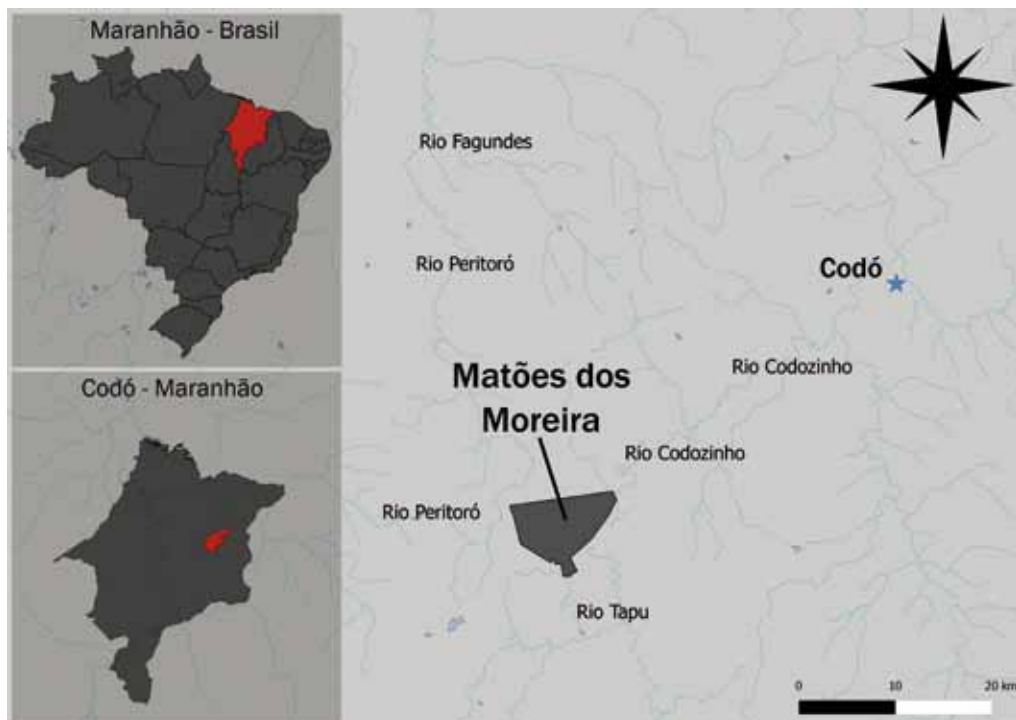 Maranhão - Brasil
Codó - Maranhão
Rio Fagundes
Rio Peritoró
Codó
Rio Codozinho
Matões dos
Moreira
Rio Codozinho
Rio Peritoró
Rio Tapu
0 10 20 km